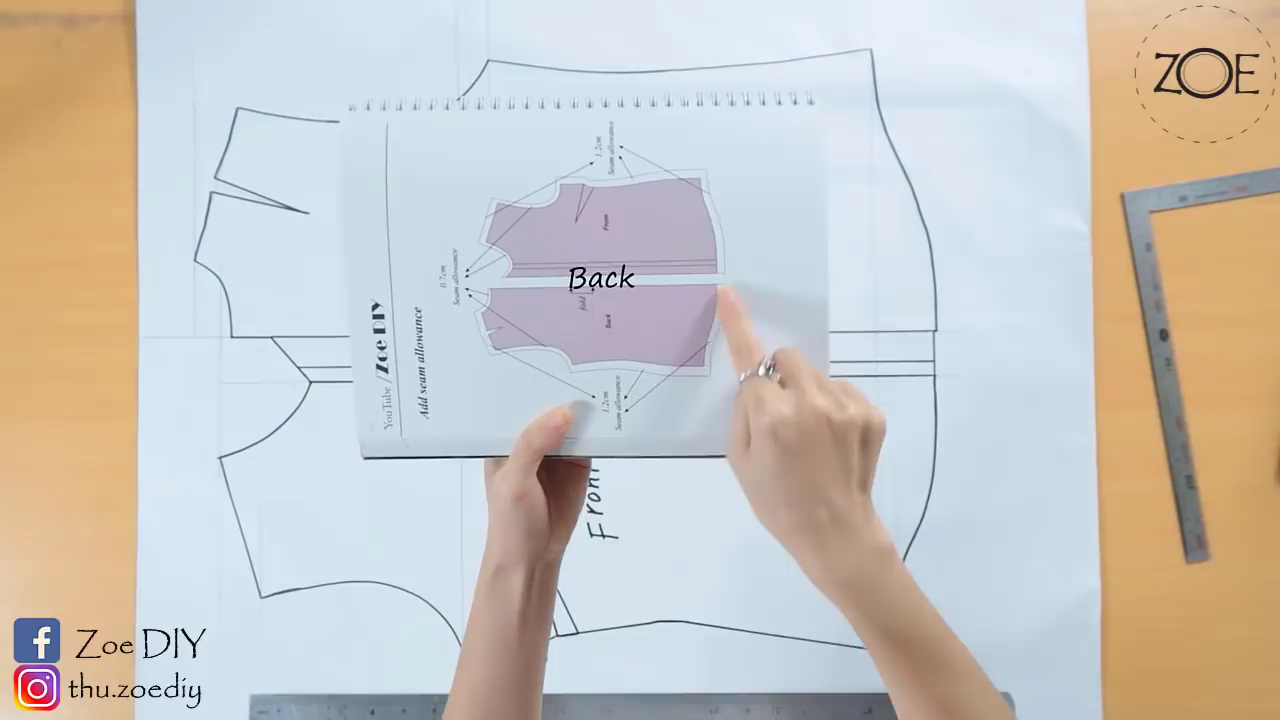 ZOE
YouTube /Zoe DIY
Add seam allowance
0.7cm
Seam allowance
1.2cm
Seam allowance
Front
Back
fold
Back
1.2cm
Seam allowance
Front
Zoe DIY
thu.zoediy